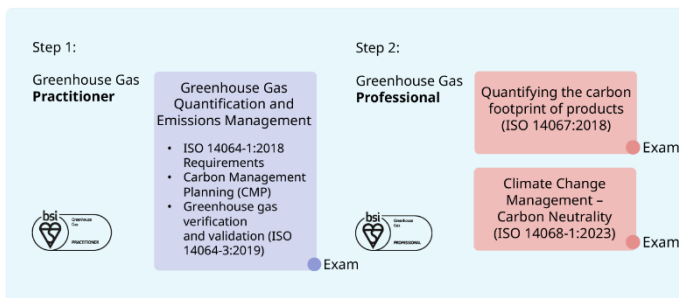 Step 1:
Greenhouse Gas
Practitioner
Greenhouse Gas
Quantification and
Emissions Management
• ISO 14064-1:2018
Requirements
• Carbon Management
Planning (CMP)
• Greenhouse gas
verification
and validation (ISO
14064-3:2019)
Exam
bsi
Greenhouse
Gas
PRACTITIONER
Step 2:
Greenhouse Gas
Professional
Quantifying the carbon
footprint of products
(ISO 14067:2018)
Exam
Climate Change
Management –
Carbon Neutrality
(ISO 14068-1:2023)
Exam
bsi
Greenhouse
Gas
PROFESSIONAL